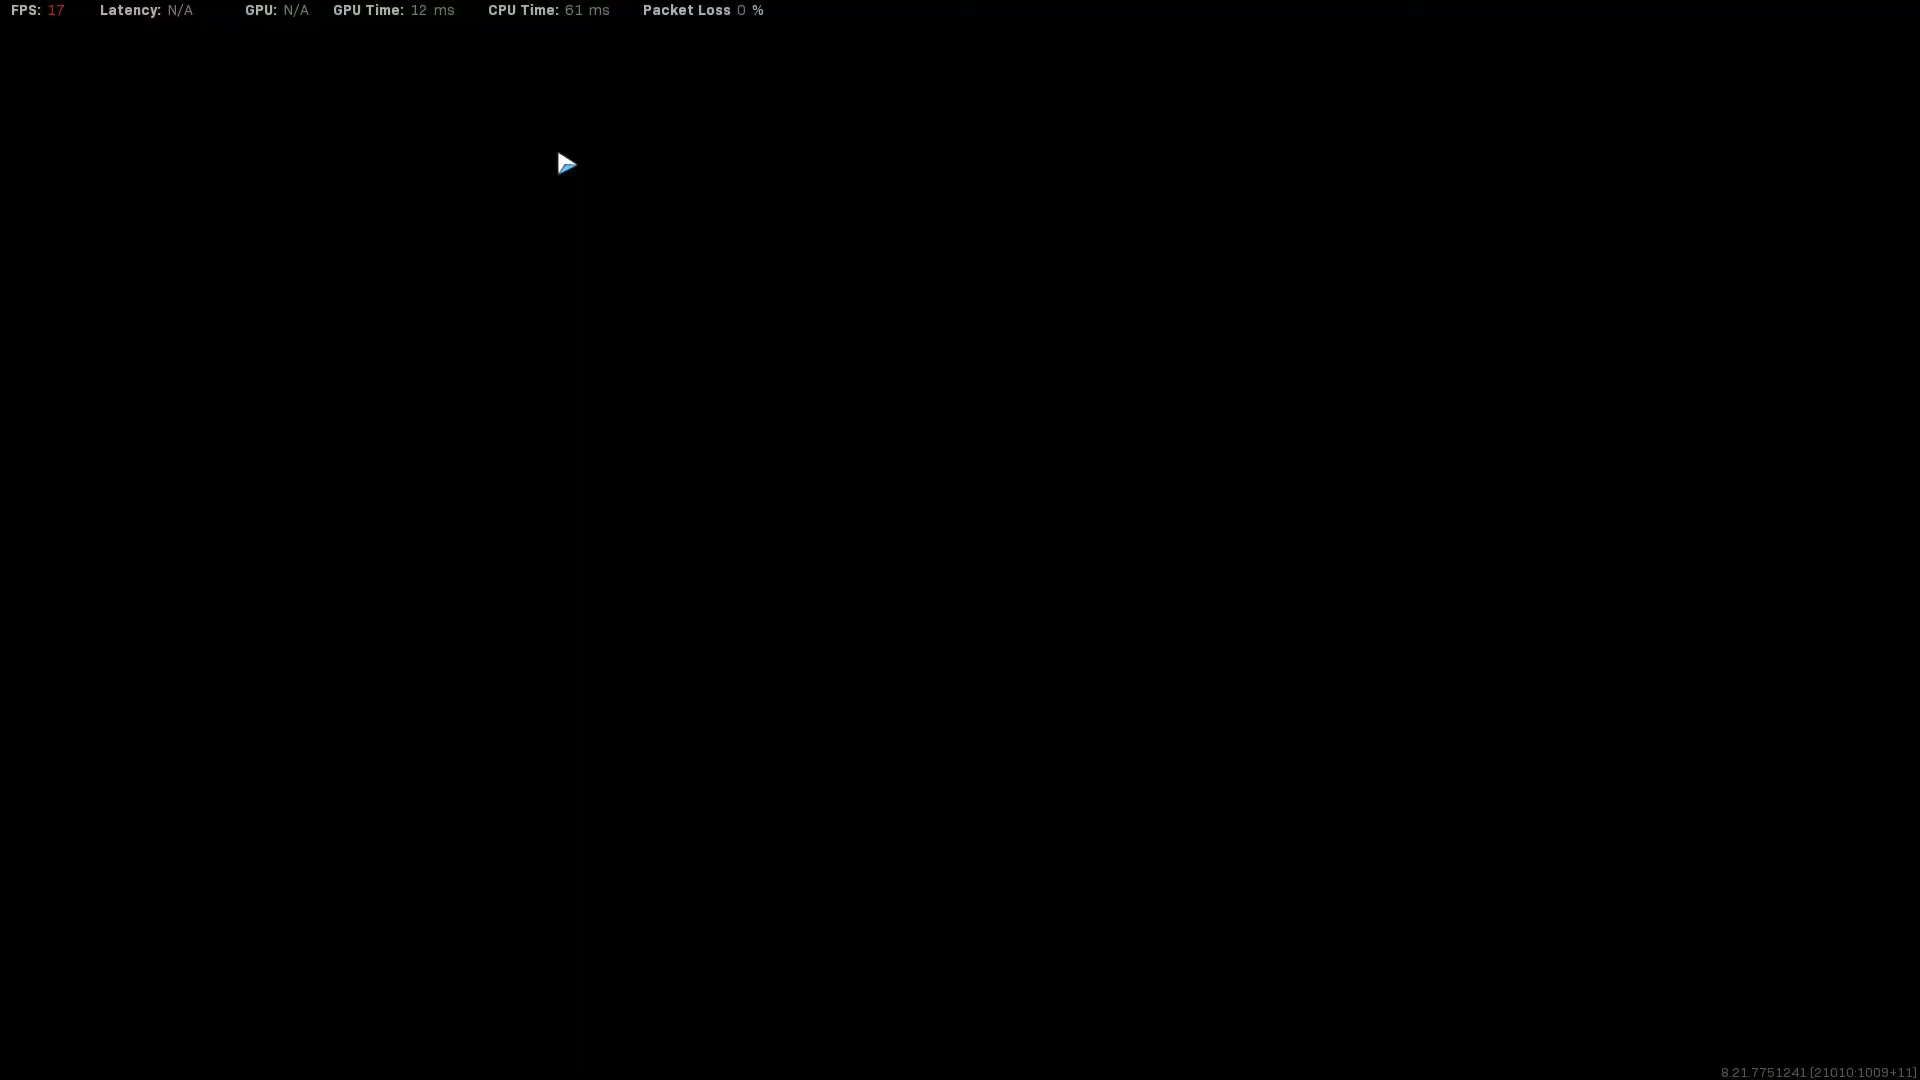 FPS: 17 Latency: N/A GPU: N/A GPU Time: 12 ms CPU Time: 61 ms Packet Loss 0 %
8.21.7751241 [21010:1009+11]